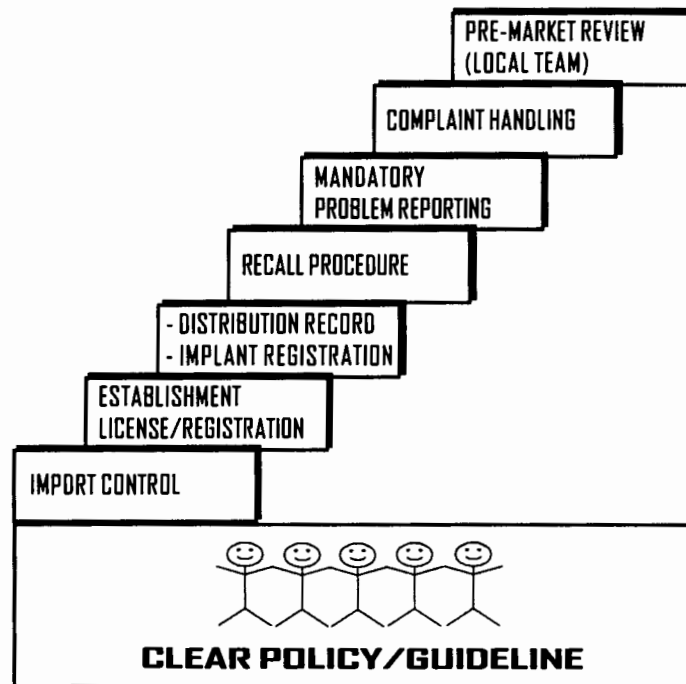 PRE-MARKET REVIEW
(LOCAL TEAM)
COMPLAINT HANDLING
MANDATORY
PROBLEM REPORTING
RECALL PROCEDURE
- DISTRIBUTION RECORD
- IMPLANT REGISTRATION
ESTABLISHMENT
LICENSE/REGISTRATION
IMPORT CONTROL
CLEAR POLICY/GUIDELINE